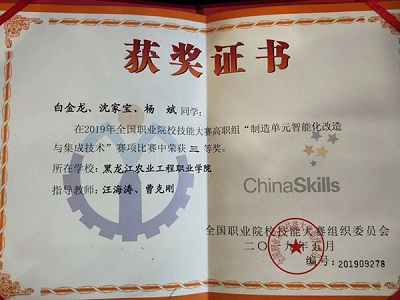 获奖证书
白金龙、沈家宝、杨 斌同学：
在2019年全国职业院校技能大赛高职组“制造单元智能化改造
与集成技术”赛项比赛中荣获三等奖。
所在学校：黑龙江农业工程职业学院
指导教师：汪海涛、曹克刚
ChinaSkills
全国职业院校技能大赛组织委员会
二〇一九年五月
编号：201909278